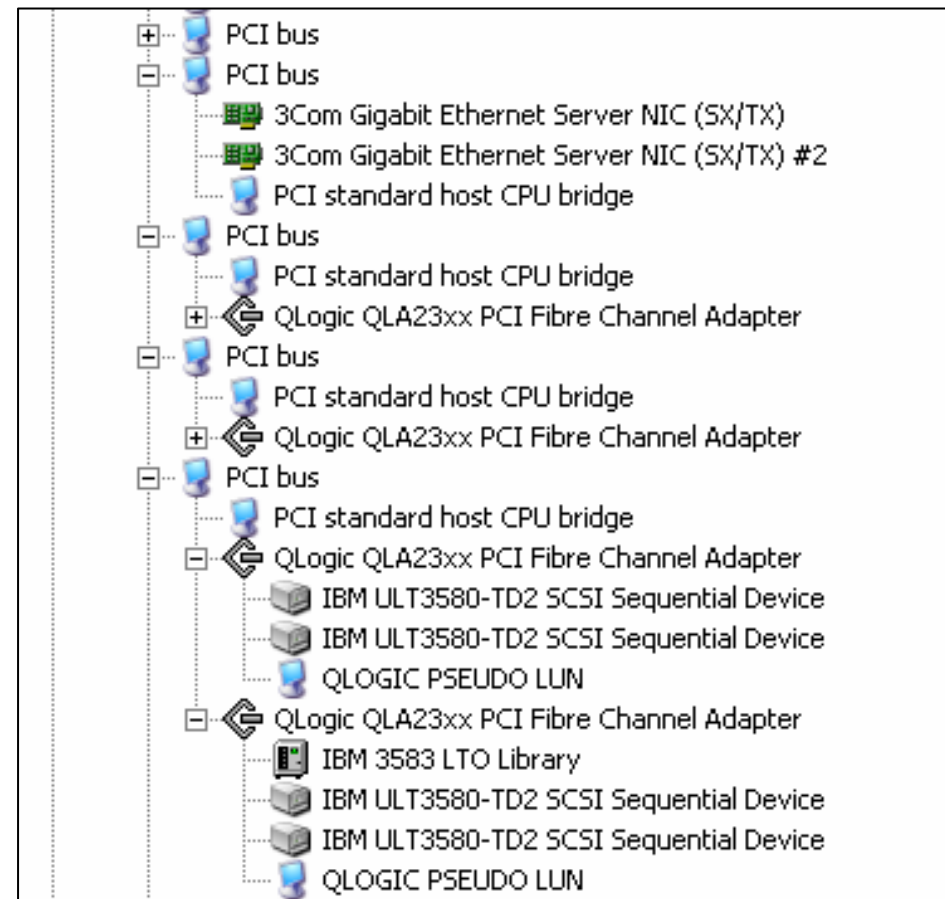 PCI bus
PCI bus
3Com Gigabit Ethernet Server NIC (SX/TX)
3Com Gigabit Ethernet Server NIC (SX/TX) #2
PCI standard host CPU bridge
PCI bus
PCI standard host CPU bridge
QLogic QLA23xx PCI Fibre Channel Adapter
PCI bus
PCI standard host CPU bridge
QLogic QLA23xx PCI Fibre Channel Adapter
PCI bus
PCI standard host CPU bridge
QLogic QLA23xx PCI Fibre Channel Adapter
IBM ULT3580-TD2 SCSI Sequential Device
IBM ULT3580-TD2 SCSI Sequential Device
QLOGIC PSEUDO LUN
QLogic QLA23xx PCI Fibre Channel Adapter
IBM 3583 LTO Library
IBM ULT3580-TD2 SCSI Sequential Device
IBM ULT3580-TD2 SCSI Sequential Device
QLOGIC PSEUDO LUN